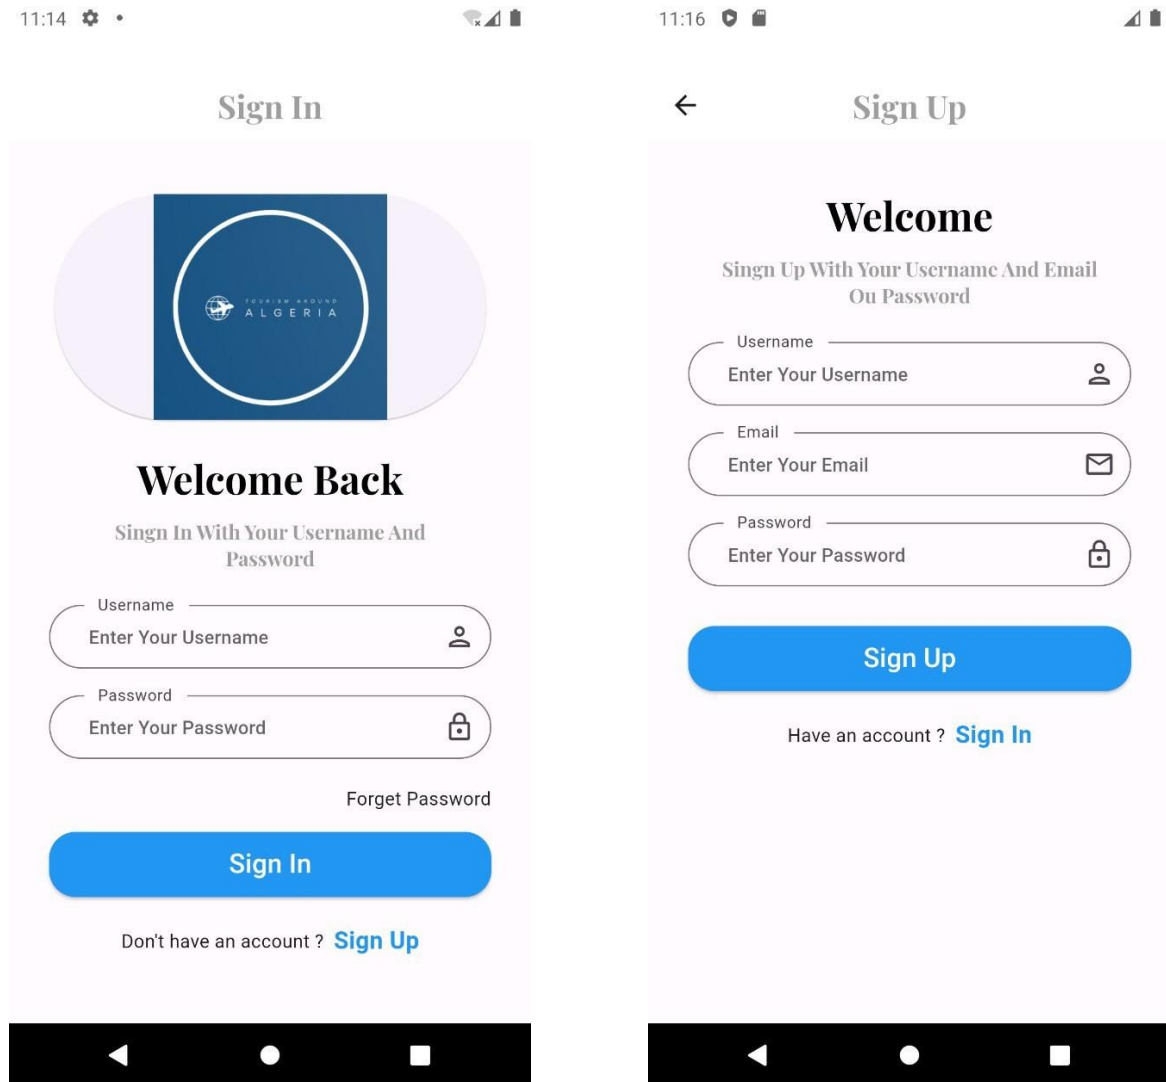 11:14
Sign In
TOURISM AROUND
ALGERIA
Welcome Back
Singn In With Your Username And
Password
Username
Enter Your Username
Password
Enter Your Password
Forget Password
Sign In
Don't have an account ? Sign Up
11:16
Sign Up
Welcome
Singn Up With Your Username And Email
Ou Password
Username
Enter Your Username
Email
Enter Your Email
Password
Enter Your Password
Sign Up
Have an account ? Sign In